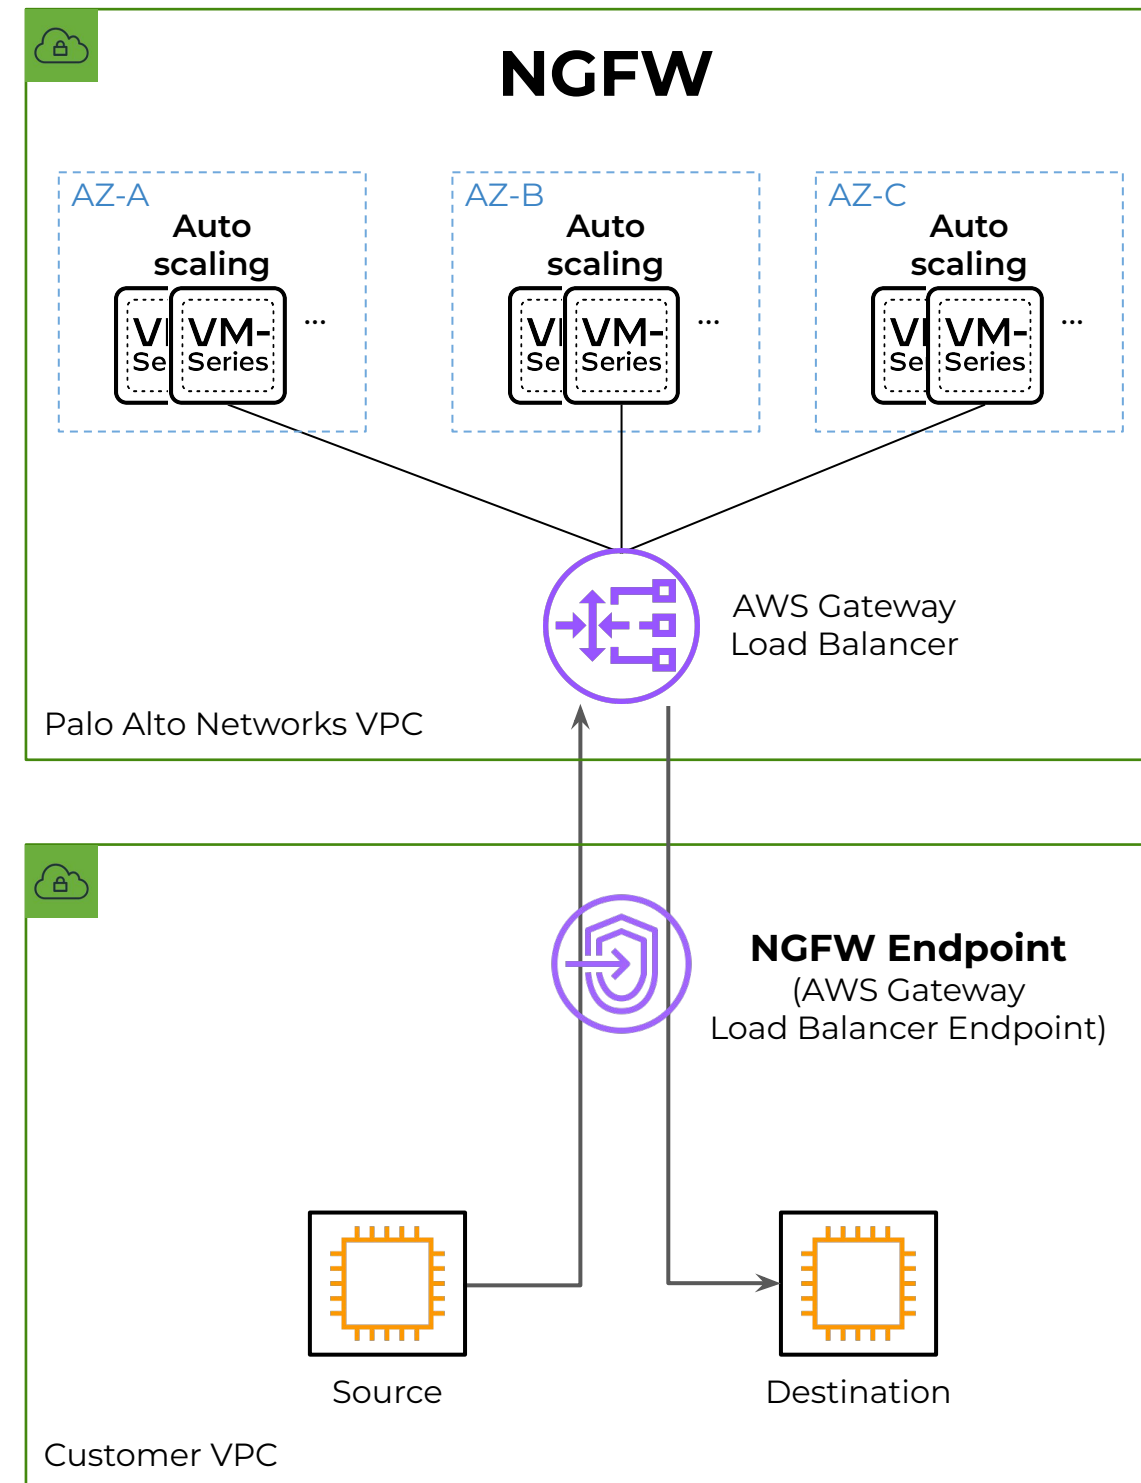 NGFW
AZ-A
Auto
scaling
VM-
Series
...
AZ-B
Auto
scaling
VM-
Series
...
AZ-C
Auto
scaling
VM-
Series
...
AWS Gateway
Load Balancer
Palo Alto Networks VPC
NGFW Endpoint
(AWS Gateway
Load Balancer Endpoint)
Source
Destination
Customer VPC